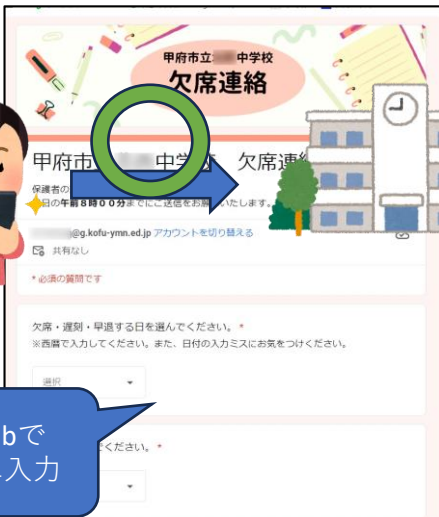 甲府市立 中学校
欠席連絡
甲府市 中学校 欠席連
保護者の
日の午前8時00分までにご送信をお願いいたします。
@g.kofu-ymn.ed.jp アカウントを切り替える
共有なし
* 必須の質問です
欠席・遅刻・早退する日を選んでください。 *
※西暦で入力してください。また、日付の入力ミスにお気をつけください。
選択
ください。 *
bで
入力